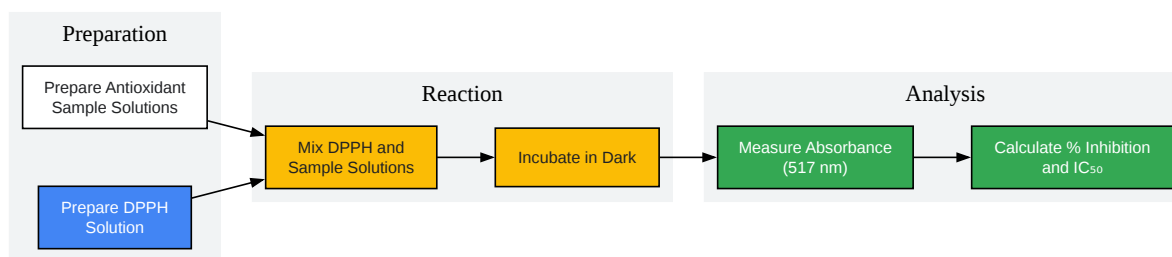 Preparation
Prepare Antioxidant
Sample Solutions
Prepare DPPH
Solution
Reaction
Mix DPPH and
Sample Solutions
Incubate in Dark
Analysis
Measure Absorbance
(517 nm)
Calculate % Inhibition
and IC₅₀